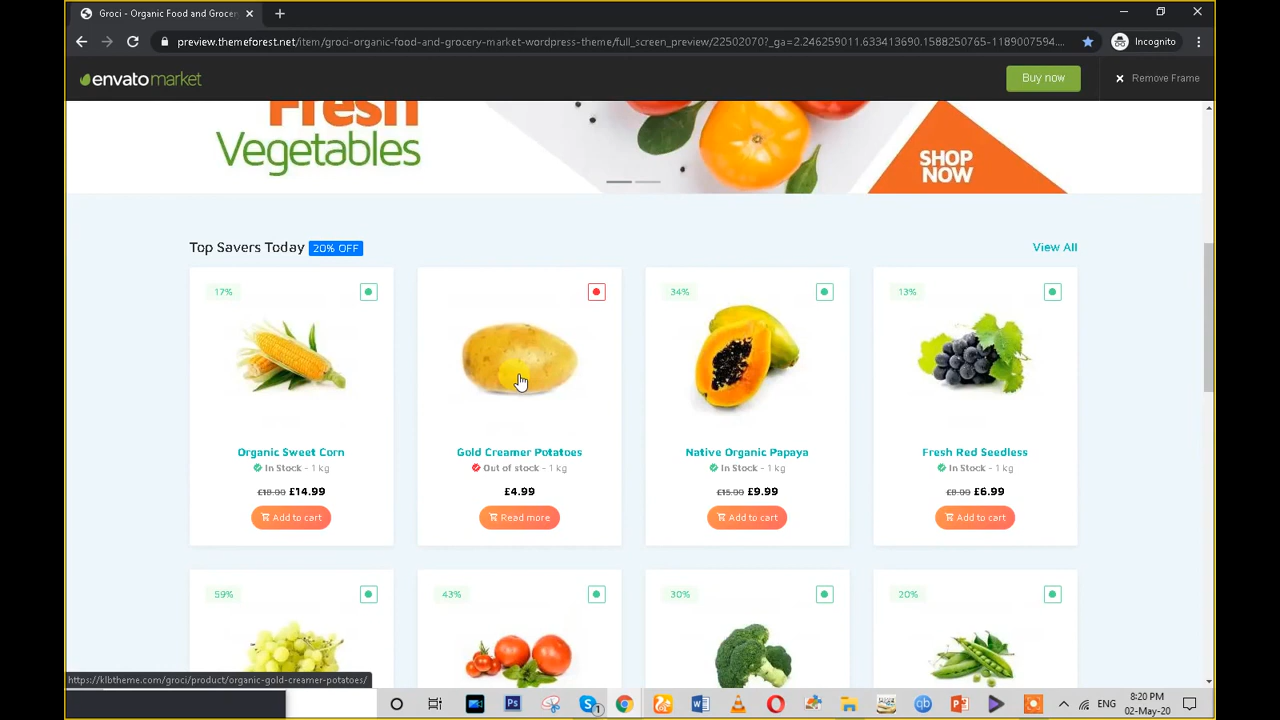 Groci - Organic Food and Grocer
preview.themeforest.net/item/groci-organic-food-and-grocery-market-wordpress-theme/full_screen_preview/22502070?_ga=2.246259011.633413690.1588250765-1189007594....
Incognito
envato market
Buy now
Remove Frame
Fresh
Vegetables
SHOP
NOW
Top Savers Today 20% OFF
View All
17%
34%
13%
Organic Sweet Corn
Gold Creamer Potatoes
Native Organic Papaya
Fresh Red Seedless
In Stock - 1 kg
Out of stock - 1 kg
In Stock - 1 kg
In Stock - 1 kg
£14.99
£4.99
£9.99
£6.99
Add to cart
Read more
Add to cart
Add to cart
59%
43%
30%
20%
https://klbtheme.com/groci/product/organic-gold-creamer-potatoes/
ENG
8:20 PM
02-May-20